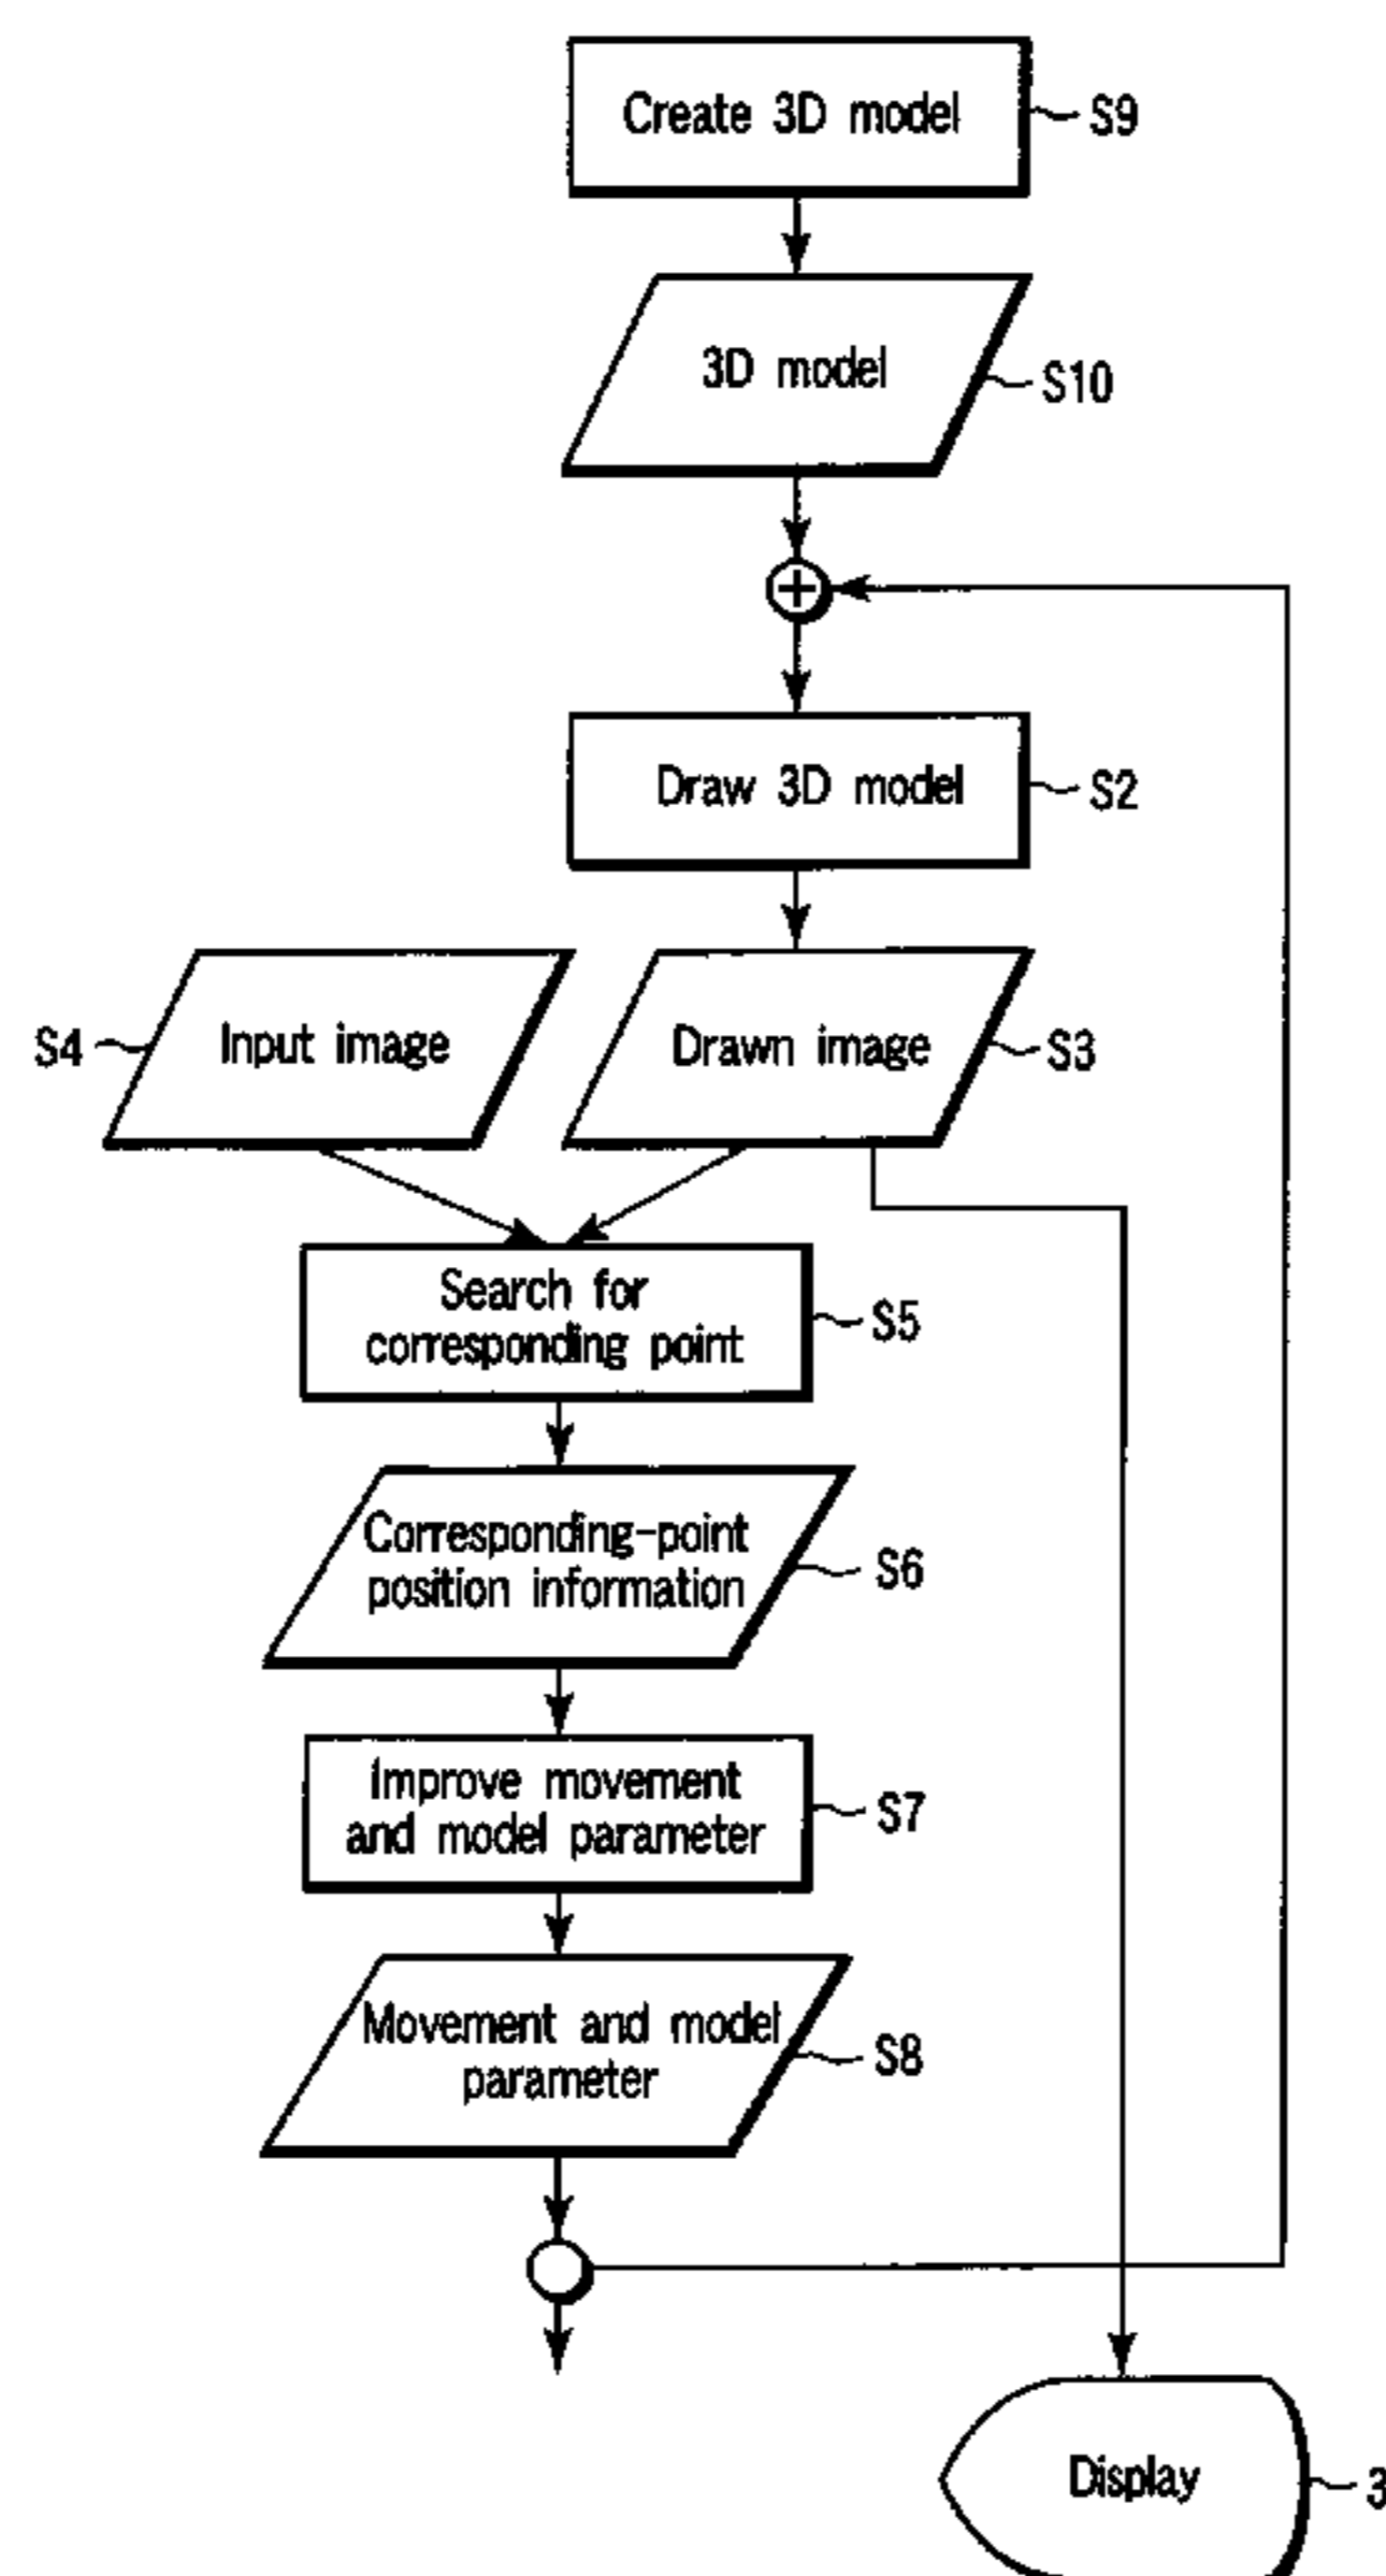 Create 3D model
S9
3D model
S10
+
Draw 3D model
S2
Input image
S4
Drawn image
S3
Search for
corresponding point
S5
Corresponding-point
position information
S6
Improve movement
and model parameter
S7
Movement and model
parameter
S8
Display
3